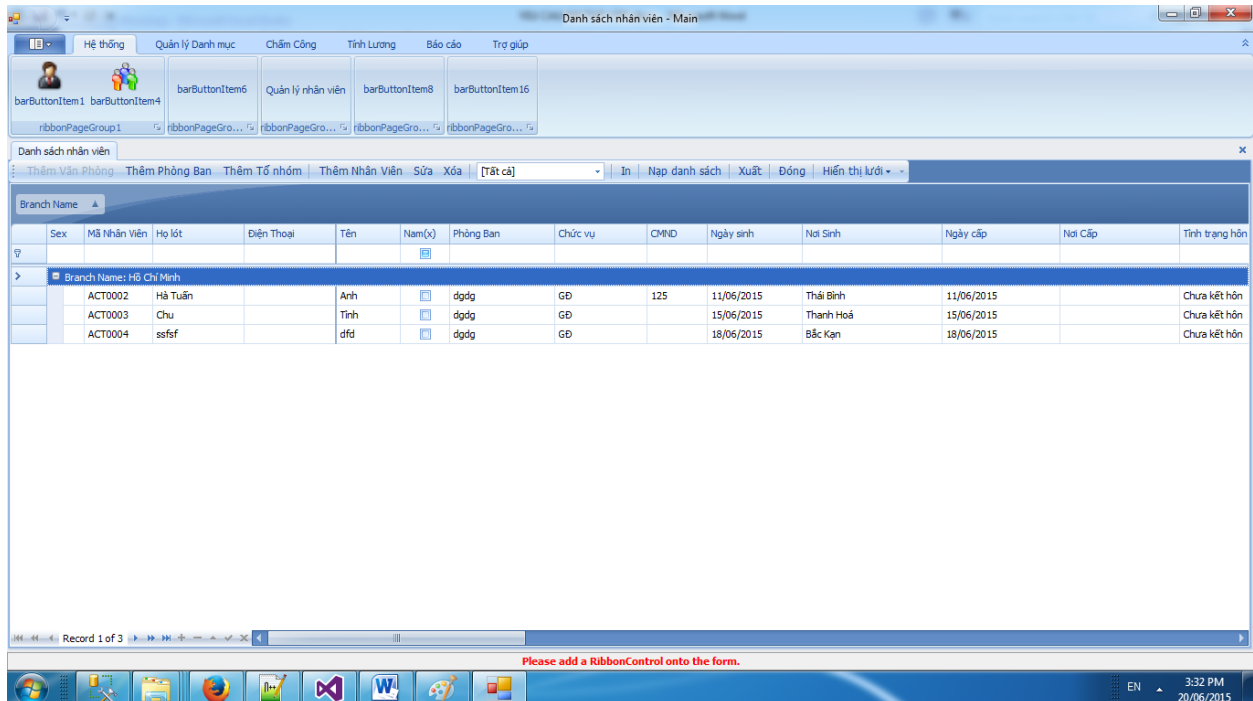 Danh sách nhân viên - Main
Hệ thống Quản lý Danh mục Chấm Công Tính Lương Báo cáo Trợ giúp
barButtonItem1 barButtonItem4 barButtonItem6 Quản lý nhân viên barButtonItem8 barButtonItem16
ribbonPageGroup1 ribbonPageGro... ribbonPageGro... ribbonPageGro... ribbonPageGro...
Danh sách nhân viên
Thêm Văn Phòng Thêm Phòng Ban Thêm Tổ nhóm Thêm Nhân Viên Sửa Xóa [Tất cả] In Nạp danh sách Xuất Đóng Hiển thị lưới
Branch Name
Sex Mã Nhân Viên Họ lót Điện Thoại Tên Nam(x) Phòng Ban Chức vụ CMND Ngày sinh Nơi Sinh Ngày cấp Nơi Cấp Tình trạng hôn
Branch Name: Hồ Chí Minh
ACT0002 Hà Tuấn Anh dgdg GĐ 125 11/06/2015 Thái Bình 11/06/2015 Chưa kết hôn
ACT0003 Chu Tình dgdg GĐ 15/06/2015 Thanh Hoá 15/06/2015 Chưa kết hôn
ACT0004 ssfsf dfd dgdg GĐ 18/06/2015 Bắc Kạn 18/06/2015 Chưa kết hôn
Record 1 of 3
Please add a RibbonControl onto the form.
EN 3:32 PM
20/06/2015